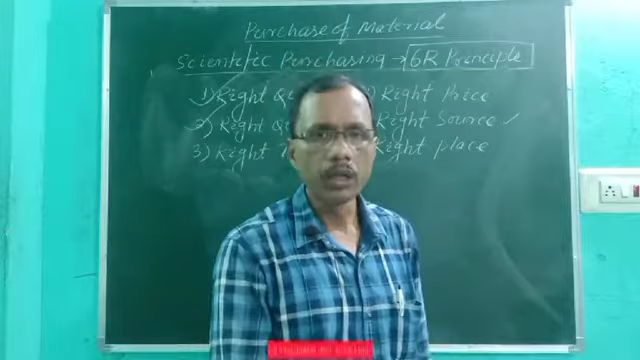 Purchase of Material
Scientific Purchasing → 6R Principle
1) Right Right Price
2) Right Right Source ✓
3) Right Right place